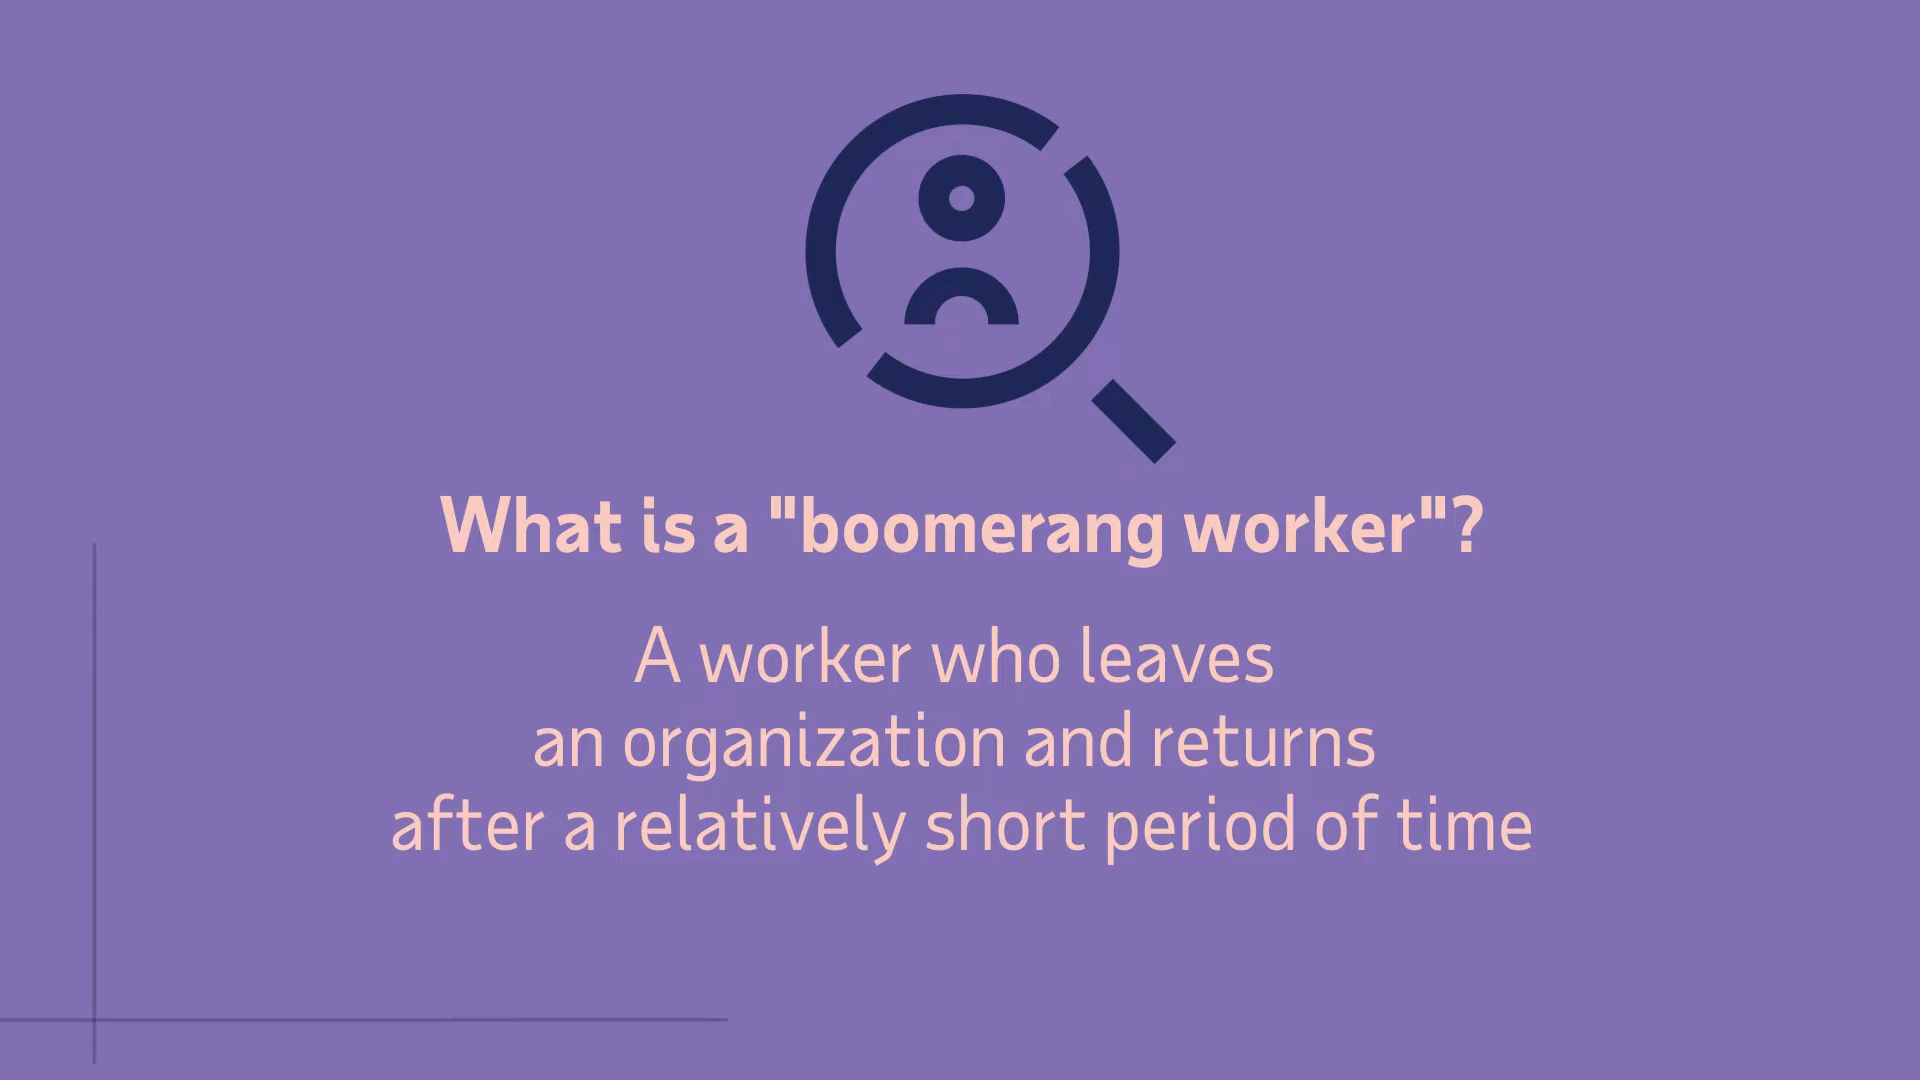 What is a "boomerang worker"?
A worker who leaves
an organization and returns
after a relatively short period of time